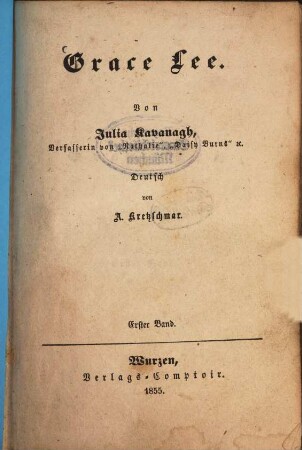 Grace Lee.
Von
Julia Kavanagh,
Verfasserin von „Nathalie“, „Daisy Burns“ ꝛc.
Deutsch
von
A. Kretzschmar.
Erster Band.
Wurzen,
Verlags-Comptoir.
1855.